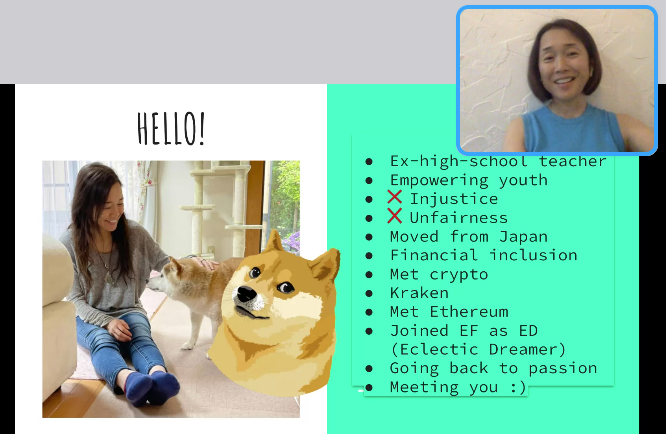 HELLO!
Ex-high-school teacher
Empowering youth
❌ Injustice
❌ Unfairness
Moved from Japan
Financial inclusion
Met crypto
Kraken
Met Ethereum
Joined EF as ED
(Eclectic Dreamer)
Going back to passion
Meeting you :)